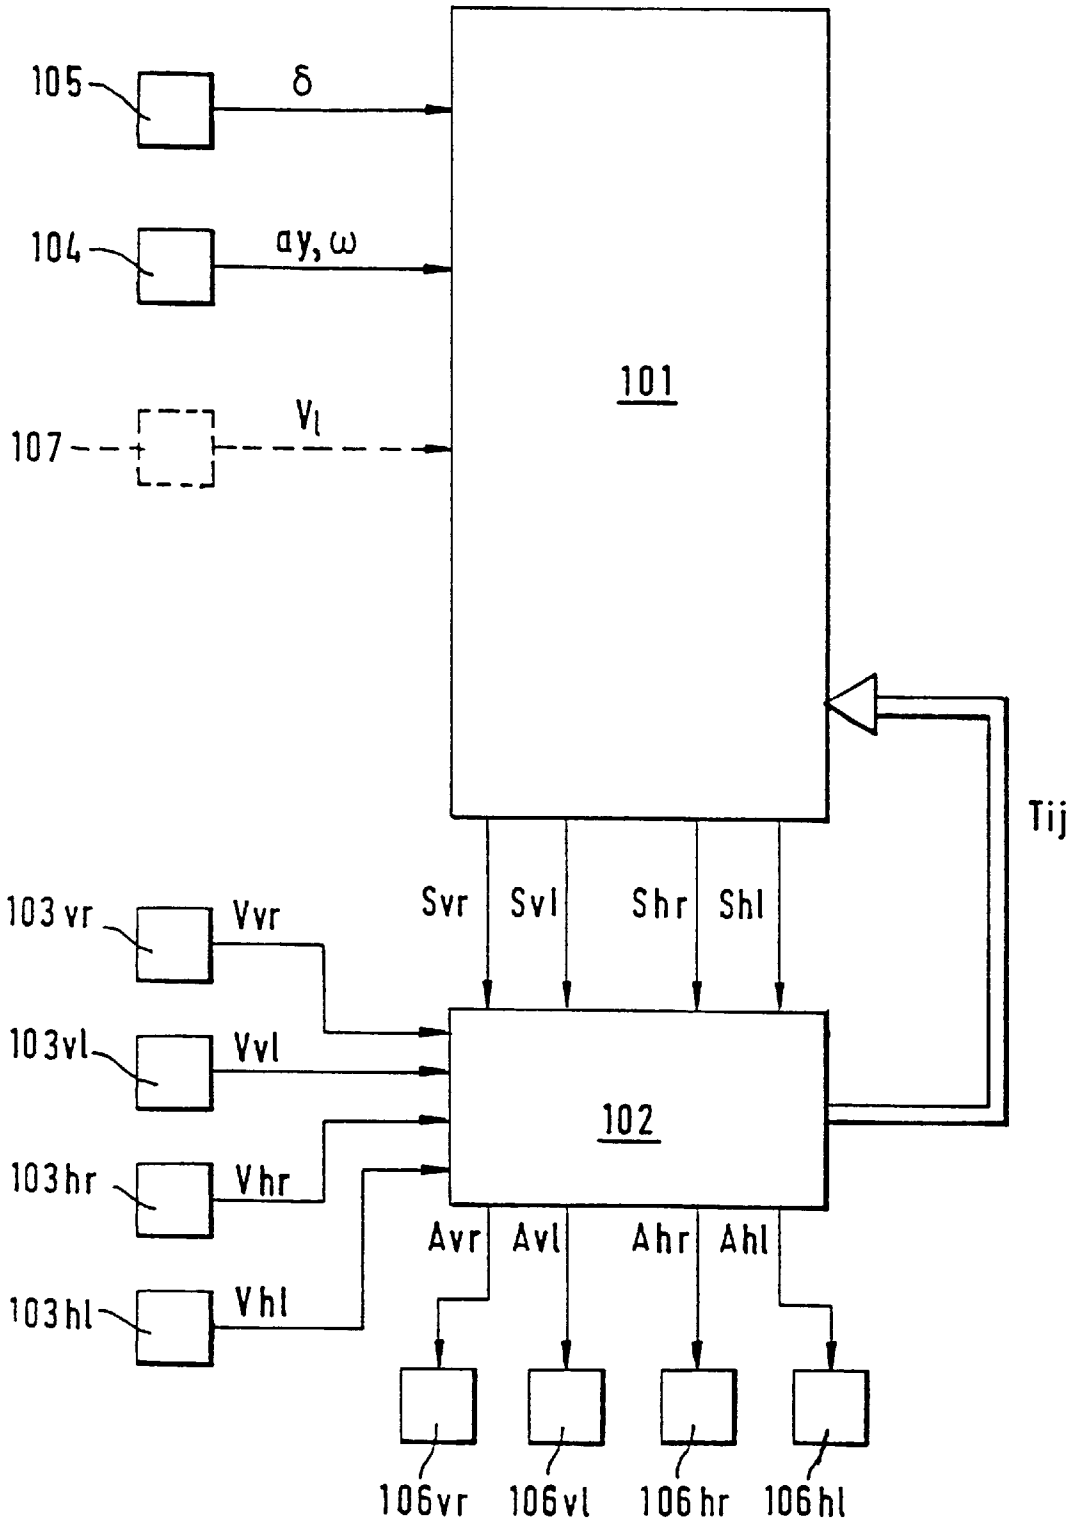 105
δ
104
ay, ω
101
107
Vl
Tij
Svr Svl Shr Shl
103vr
Vvr
103vl
Vvl
102
103hr
Vhr
Avr Avl Ahr Ahl
103hl
Vhl
106vr 106vl 106hr 106hl